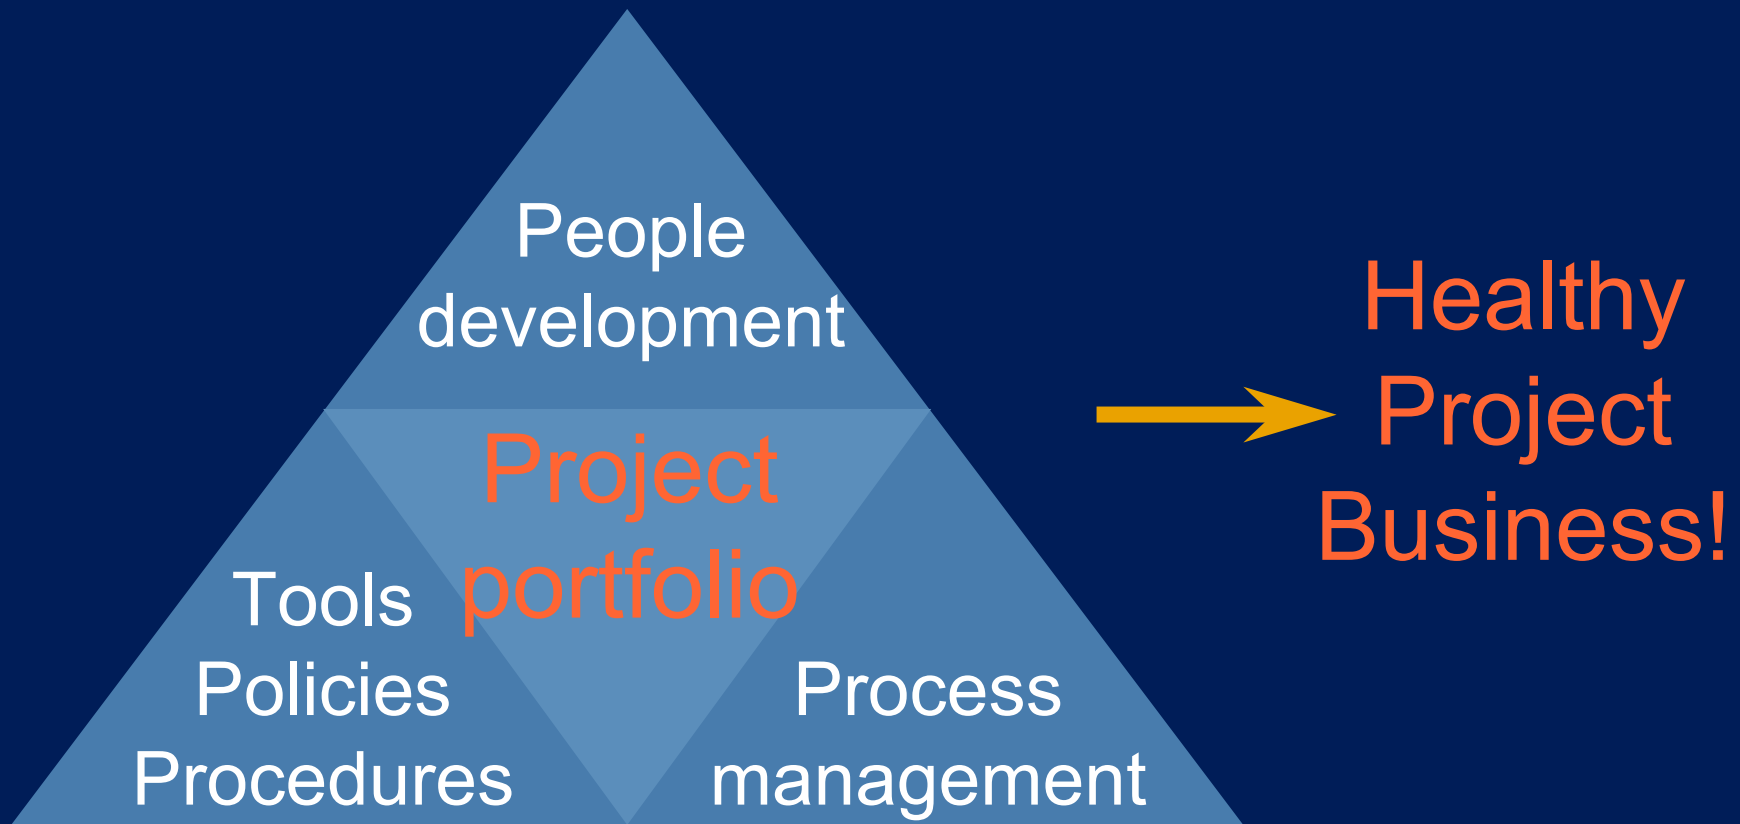 People
development
Project
portfolio
Tools
Policies
Procedures
Process
management
Healthy
Project
Business!